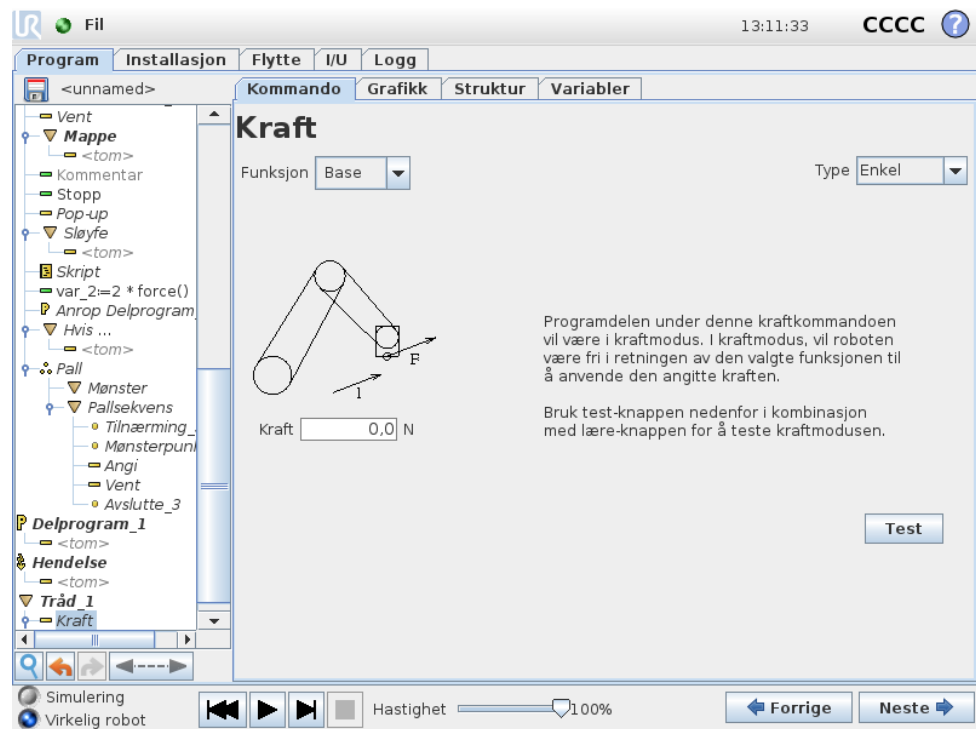 Fil
13:11:33
CCCC
?
Program Installasjon Flytte I/U Logg
<unnamed>
Kommando Grafikk Struktur Variabler
Vent
Mappe
<tom>
Kommentar
Stopp
Pop-up
Sløyfe
<tom>
Skript
var_2:=2 * force()
Anrop Delprogram
Hvis ...
<tom>
Pall
Mønster
Pallsekvens
Tilnærming_
Mønsterpun
Angi
Vent
Avslutte_3
P Delprogram_1
<tom>
Hendelse
<tom>
Tråd_1
Kraft
Kraft
Funksjon Base
Type Enkel
F
1
Kraft 0,0 N
Programdelen under denne kraftkommandoen
vil være i kraftmodus. I kraftmodus, vil roboten
være fri i retningen av den valgte funksjonen til
å anvende den angitte kraften.
Bruk test-knappen nedenfor i kombinasjon
med lære-knappen for å teste kraftmodusen.
Test
Simulering
Virkelig robot
Hastighet 100%
Forrige
Neste